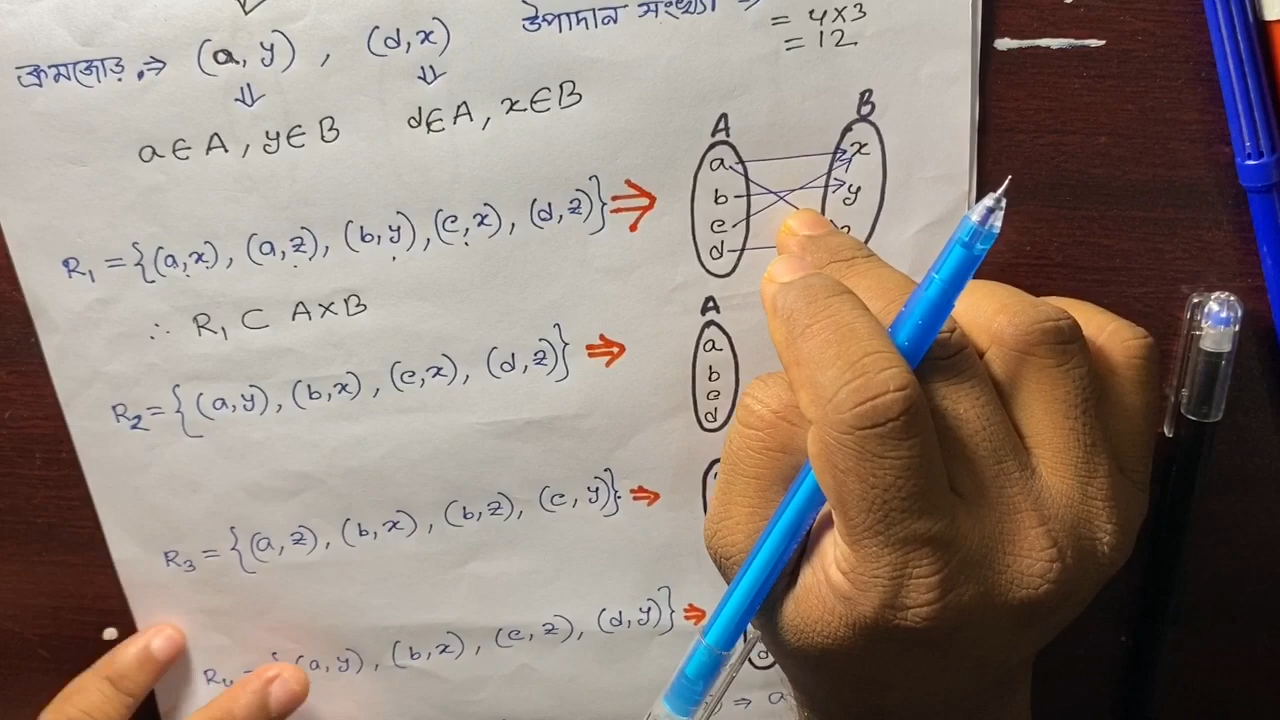 উপাদান সংখ্যা = 4×3
= 12
ক্রমজোড় ⇒ (a, y) , (d, x)
⇓ ⇓
a ∈ A, y ∈ B d ∈ A, x ∈ B
R₁ = {(a,x), (a,z), (b,y), (c,x), (d,z)} ⇒
A B
a x
b y
c z
d
∴ R₁ ⊂ A×B
R₂ = {(a,y), (b,x), (c,x), (d,z)} ⇒
A
a
b
c
d
R₃ = {(a,z), (b,x), (b,z), (c,y)} ⇒
(a,y), (b,x), (c,z), (d,y)} ⇒
d
⇒ a